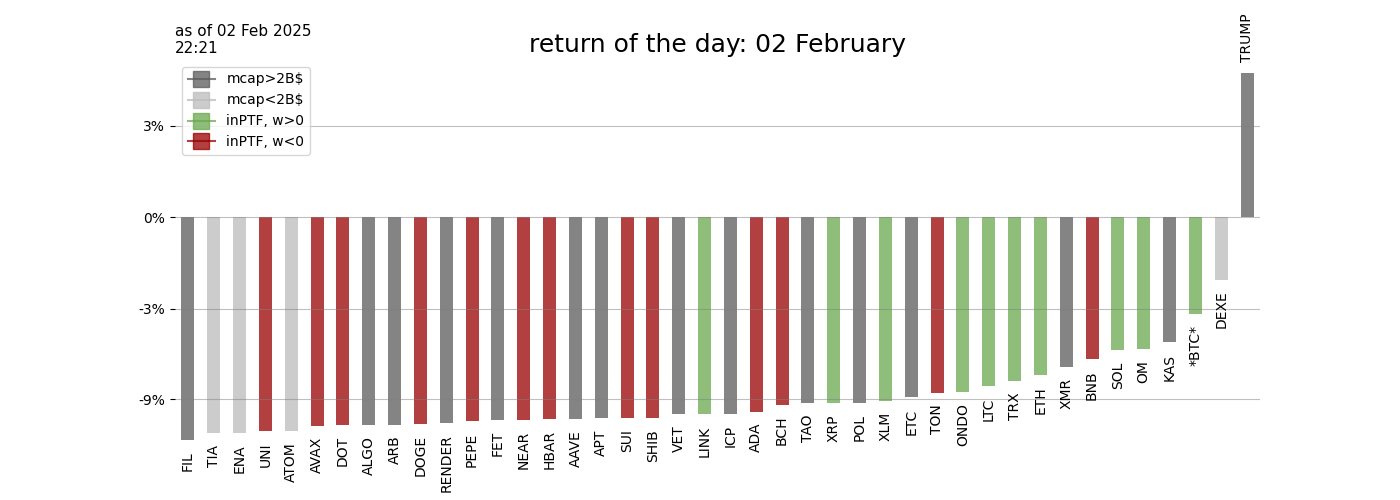 as of 02 Feb 2025
22:21
return of the day: 02 February
mcap>2B$
mcap<2B$
inPTF, w>0
inPTF, w<0
3%
0%
-3%
-9%
FIL
TIA
ENA
UNI
ATOM
AVAX
DOT
ALGO
ARB
DOGE
RENDER
PEPE
FET
NEAR
HBAR
AAVE
APT
SUI
SHIB
VET
LINK
ICP
ADA
BCH
TAO
XRP
POL
XLM
ETC
TON
ONDO
LTC
TRX
ETH
XMR
BNB
SOL
OM
KAS
*BTC*
DEXE
TRUMP